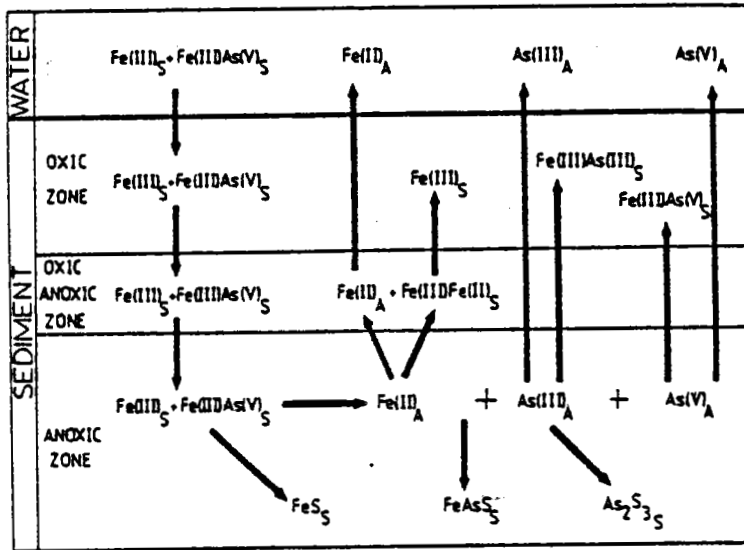 WATER
Fe(III)S+Fe(III)As(V)S Fe(II)A As(III)A As(V)A
SEDIMENT
OXIC
ZONE
Fe(III)S+Fe(III)As(V)S Fe(III)S Fe(III)As(III)S Fe(III)As(V)S
OXIC
ANOXIC
ZONE
Fe(III)S+Fe(III)As(V)S Fe(II)A + Fe(III)Fe(II)S
ANOXIC
ZONE
Fe(III)S+Fe(III)As(V)S Fe(II)A + As(III)A + As(V)A
FeSS FeAsSS As2S3S